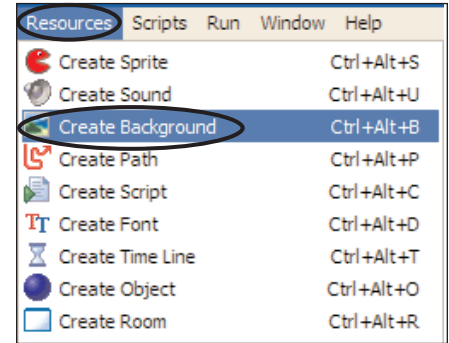 Resources Scripts Run Window Help
Create Sprite Ctrl+Alt+S
Create Sound Ctrl+Alt+U
Create Background Ctrl+Alt+B
Create Path Ctrl+Alt+P
Create Script Ctrl+Alt+C
Create Font Ctrl+Alt+D
Create Time Line Ctrl+Alt+T
Create Object Ctrl+Alt+O
Create Room Ctrl+Alt+R